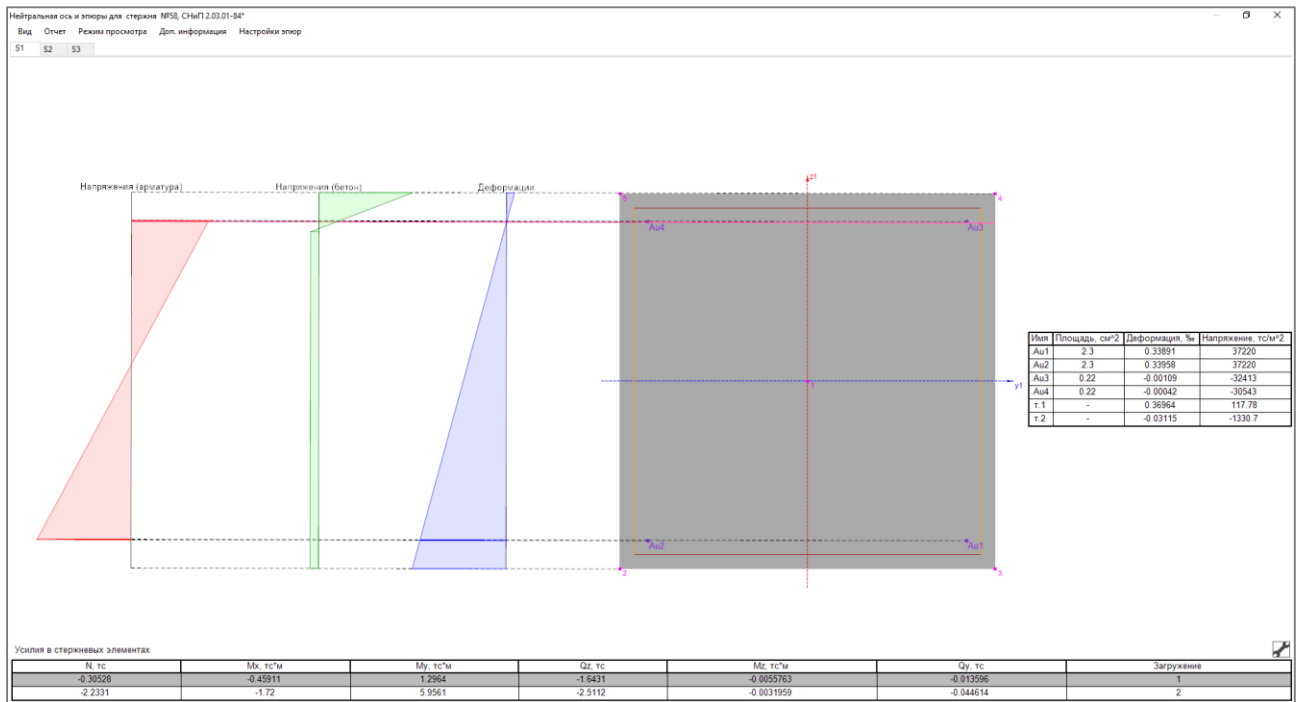 Нейтральная ось и эпюры для стержня №58, СНиП 2.03.01-84*
Вид Отчет Режим просмотра Доп. информация Настройки эпюр
S1 S2 S3
Напряжения (арматура) Напряжения (бетон) Деформации
z1
5 4
Au4 Au3
1 y1
Au2 Au1
2 3
Имя Площадь, см^2 Деформация, ‰ Напряжение, тс/м^2
Au1 2.3 0.33891 37220
Au2 2.3 0.33958 37220
Au3 0.22 -0.00109 -32413
Au4 0.22 -0.00042 -30543
т.1 - 0.36964 117.78
т.2 - -0.03115 -1330.7
Усилия в стержневых элементах
N, тс Mx, тс*м My, тс*м Qz, тс Mz, тс*м Qy, тс Загружение
-0.30528 -0.45911 1.2964 -1.6431 -0.0055763 -0.013596 1
-2.2331 -1.72 5.9561 -2.5112 -0.0031959 -0.044614 2